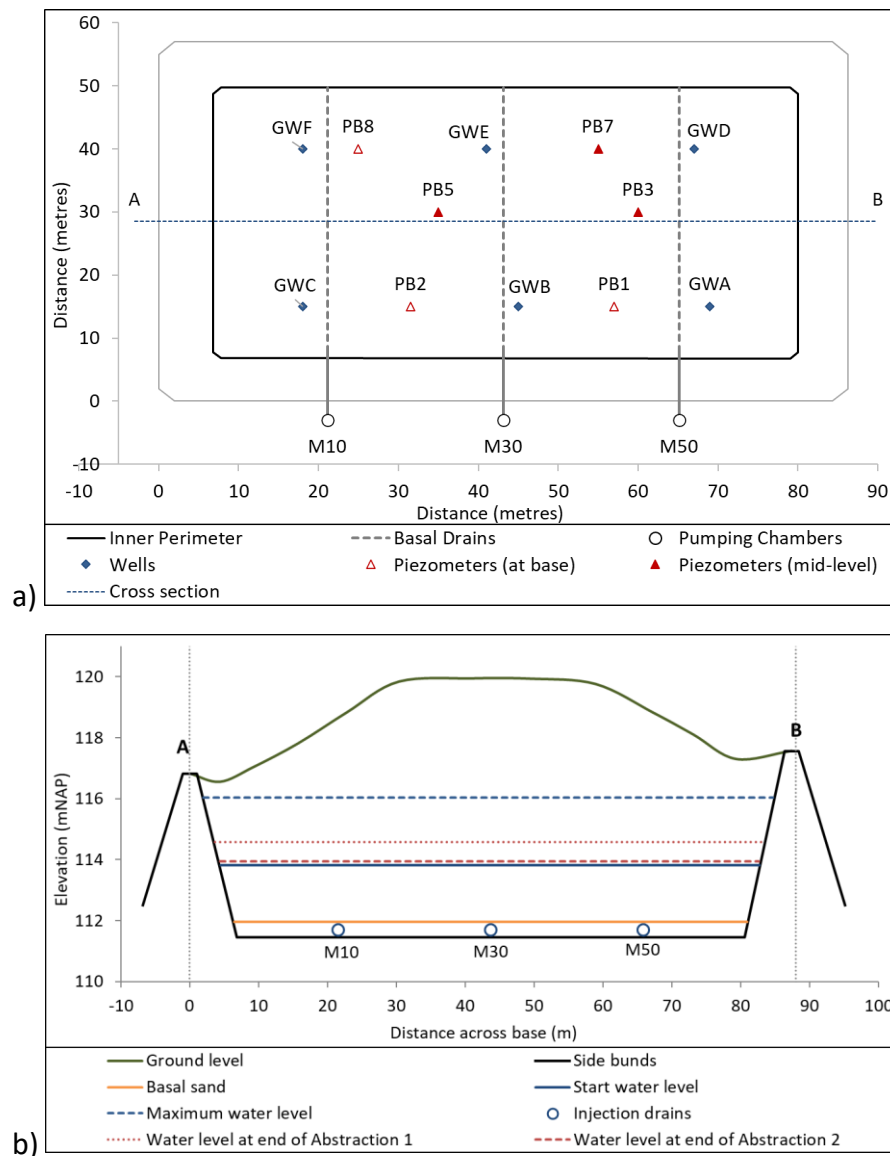 60
50
40
30
20
10
0
-10
Distance (metres)
GWF
PB8
GWE
PB7
GWD
A
PB5
PB3
B
GWC
PB2
GWB
PB1
GWA
M10
M30
M50
-10 0 10 20 30 40 50 60 70 80 90
Distance (metres)
Inner Perimeter Basal Drains Pumping Chambers
Wells Piezometers (at base) Piezometers (mid-level)
Cross section
a)
120
118
116
114
112
110
Elevation (mNAP)
A
B
M10 M30 M50
-10 0 10 20 30 40 50 60 70 80 90 100
Distance across base (m)
Ground level Side bunds
Basal sand Start water level
Maximum water level Injection drains
Water level at end of Abstraction 1 Water level at end of Abstraction 2
b)